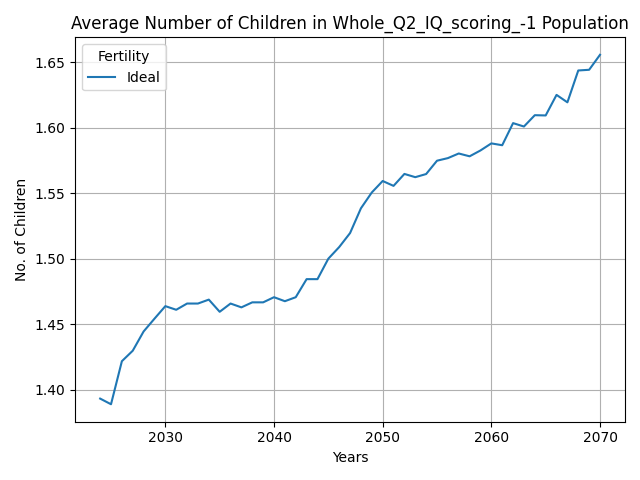 Average Number of Children in Whole_Q2_IQ_scoring_-1 Population
Fertility
Ideal
No. of Children
1.65
1.60
1.55
1.50
1.45
1.40
2030
2040
2050
2060
2070
Years